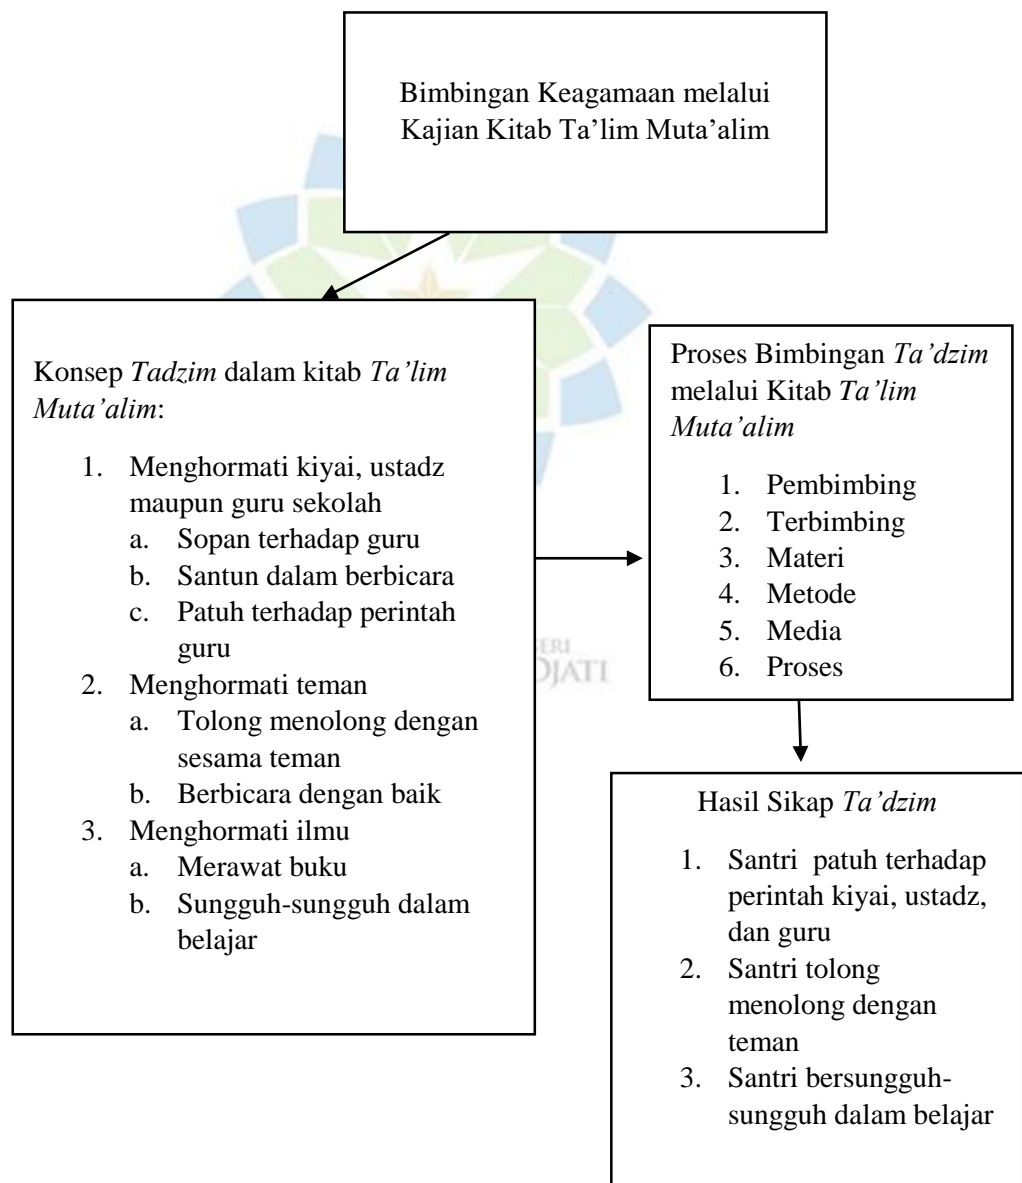 Bimbingan Keagamaan melalui
Kajian Kitab Ta’lim Muta’alim
Konsep Tadzim dalam kitab Ta’lim
Muta’alim:
1. Menghormati kiyai, ustadz
maupun guru sekolah
a. Sopan terhadap guru
b. Santun dalam berbicara
c. Patuh terhadap perintah
guru
2. Menghormati teman
a. Tolong menolong dengan
sesama teman
b. Berbicara dengan baik
3. Menghormati ilmu
a. Merawat buku
b. Sungguh-sungguh dalam
belajar
Proses Bimbingan Ta’dzim
melalui Kitab Ta’lim
Muta’alim
1. Pembimbing
2. Terbimbing
3. Materi
4. Metode
5. Media
6. Proses
Hasil Sikap Ta’dzim
1. Santri patuh terhadap
perintah kiyai, ustadz,
dan guru
2. Santri tolong
menolong dengan
teman
3. Santri bersungguh-
sungguh dalam belajar